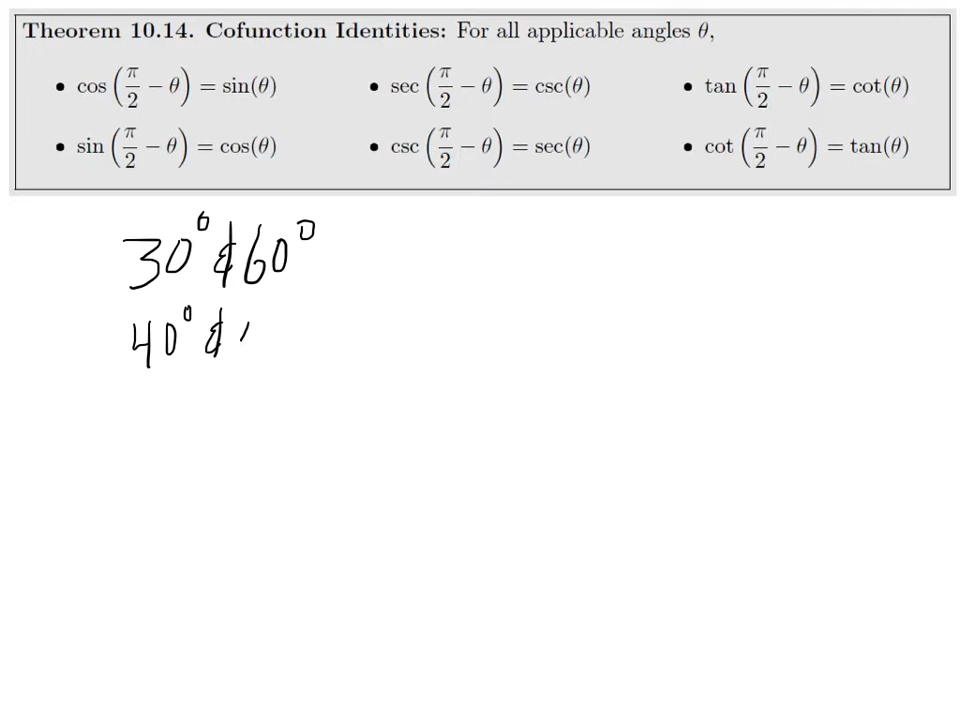 Theorem 10.14. Cofunction Identities: For all applicable angles θ,
• cos(π/2 − θ) = sin(θ) • sec(π/2 − θ) = csc(θ) • tan(π/2 − θ) = cot(θ)
• sin(π/2 − θ) = cos(θ) • csc(π/2 − θ) = sec(θ) • cot(π/2 − θ) = tan(θ)
30° & 60°
40° &